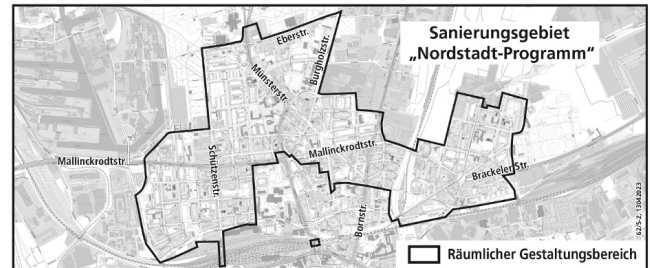 Sanierungsgebiet
„Nordstadt-Programm“
Eberstr.
Burgholzstr.
Münsterstr.
Mallinckrodtstr.
Mallinckrodtstr.
Schützenstr.
Brackeler Str.
Bornstr.
62/5-2, 13042023
Räumlicher Gestaltungsbereich